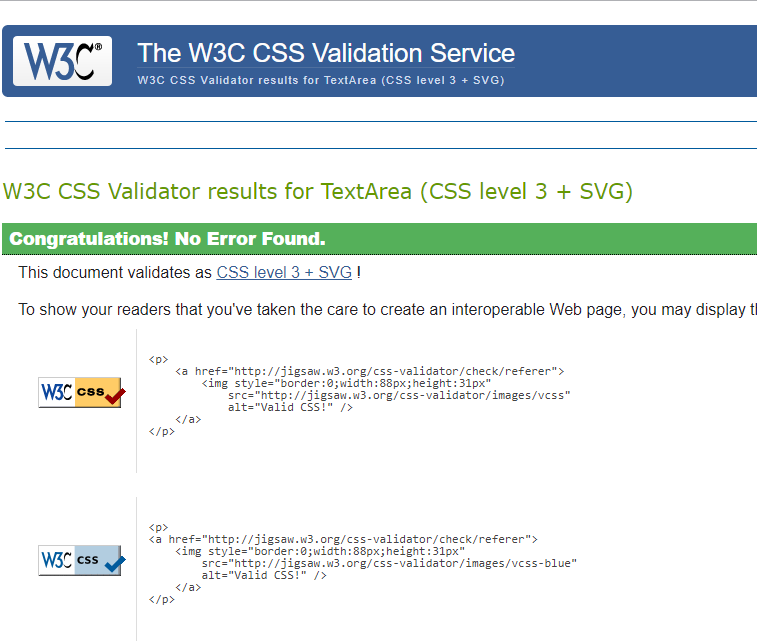 W3C®
The W3C CSS Validation Service
W3C CSS Validator results for TextArea (CSS level 3 + SVG)
W3C CSS Validator results for TextArea (CSS level 3 + SVG)
Congratulations! No Error Found.
This document validates as CSS level 3 + SVG !
To show your readers that you've taken the care to create an interoperable Web page, you may display
<p>
<a href="http://jigsaw.w3.org/css-validator/check/referer">
<img style="border:0;width:88px;height:31px"
src="http://jigsaw.w3.org/css-validator/images/vcss"
alt="Valid CSS!" />
</a>
</p>
W3C css
<p>
<a href="http://jigsaw.w3.org/css-validator/check/referer">
<img style="border:0;width:88px;height:31px"
src="http://jigsaw.w3.org/css-validator/images/vcss-blue"
alt="Valid CSS!" />
</a>
</p>
W3C css